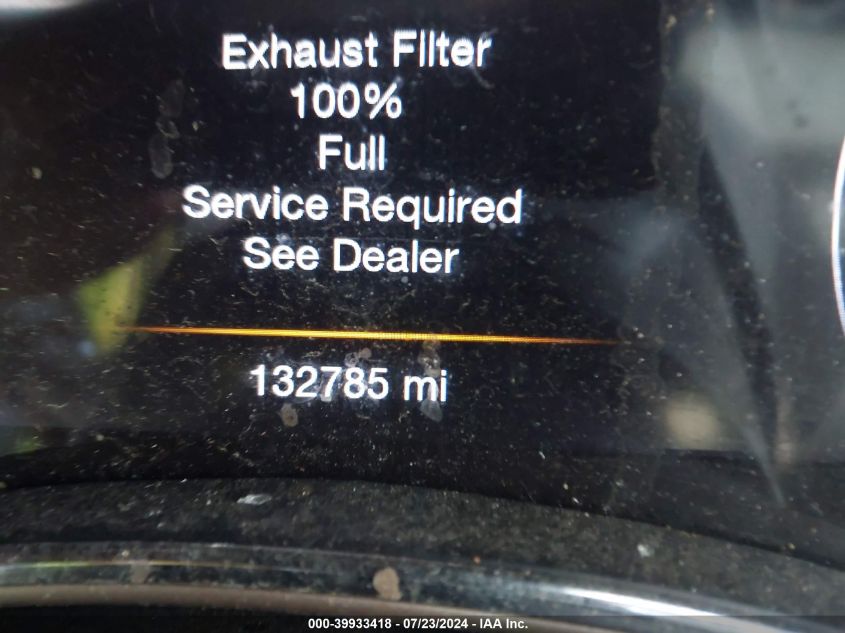 Exhaust Filter
100%
Full
Service Required
See Dealer
132785 mi
000-39933418 - 07/23/2024 - IAA Inc.